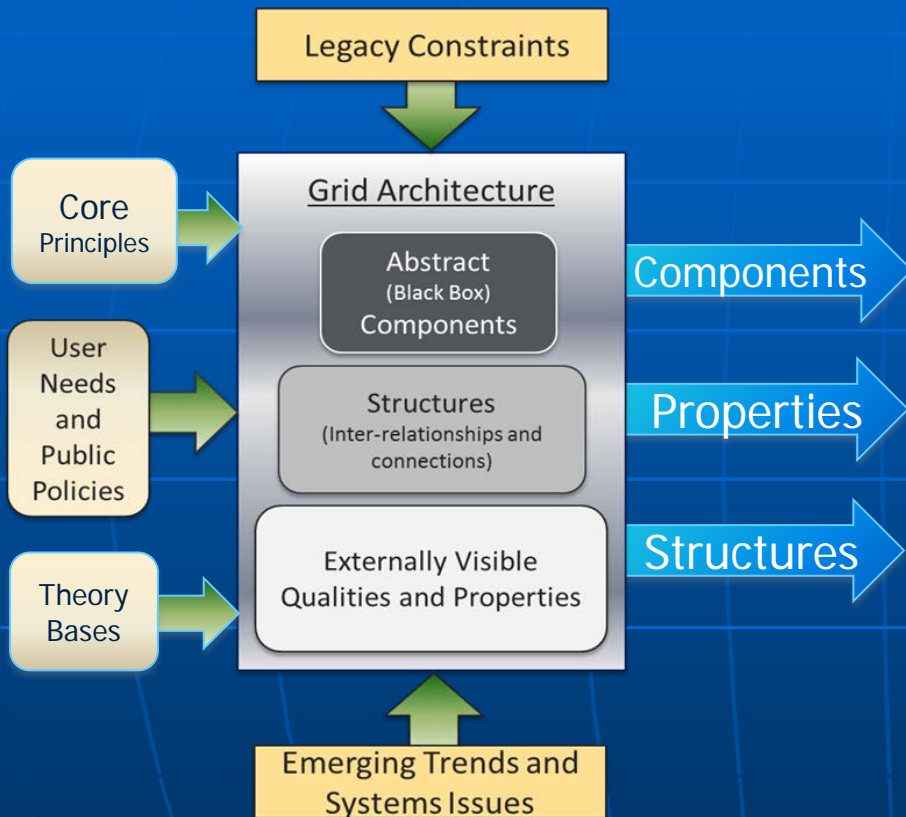 Legacy Constraints
Core
Principles
User
Needs
and
Public
Policies
Theory
Bases
Grid Architecture
Abstract
(Black Box)
Components
Structures
(Inter-relationships and
connections)
Externally Visible
Qualities and Properties
Components
Properties
Structures
Emerging Trends and
Systems Issues